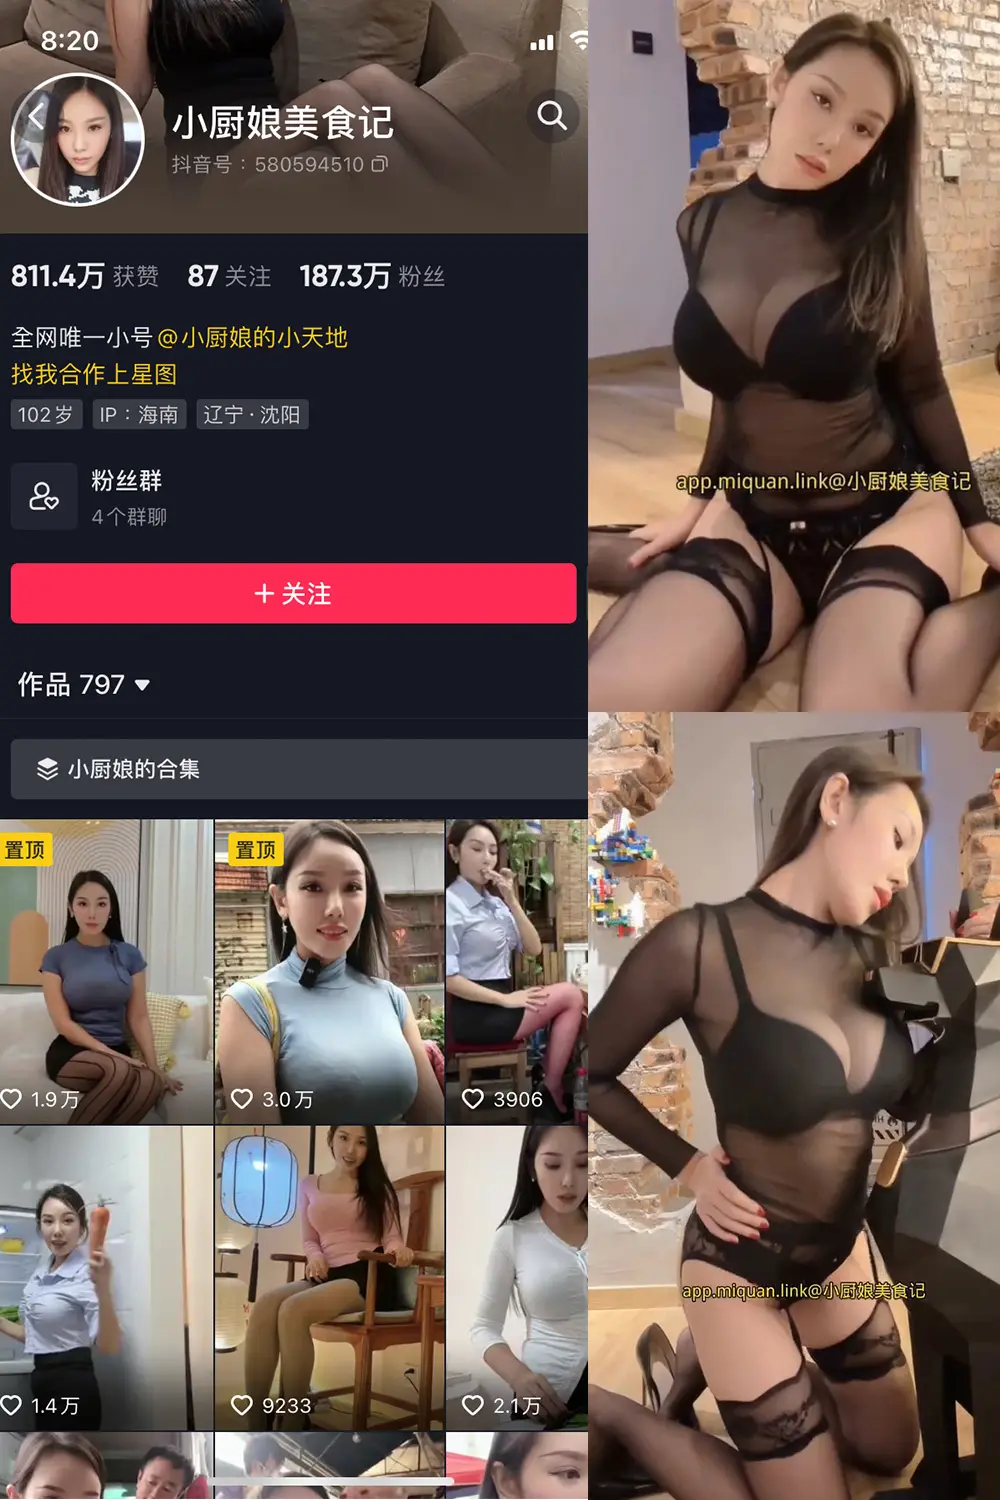 8:20
小厨娘美食记
抖音号：580594510
811.4万 获赞 87 关注 187.3万 粉丝
全网唯一小号@小厨娘的小天地
找我合作上星图
102岁 IP：海南 辽宁·沈阳
粉丝群
4个群聊
+ 关注
作品 797
小厨娘的合集
置顶
置顶
1.9万
3.0万
3906
1.4万
9233
2.1万
app.miquan.link@小厨娘美食记
app.miquan.link@小厨娘美食记